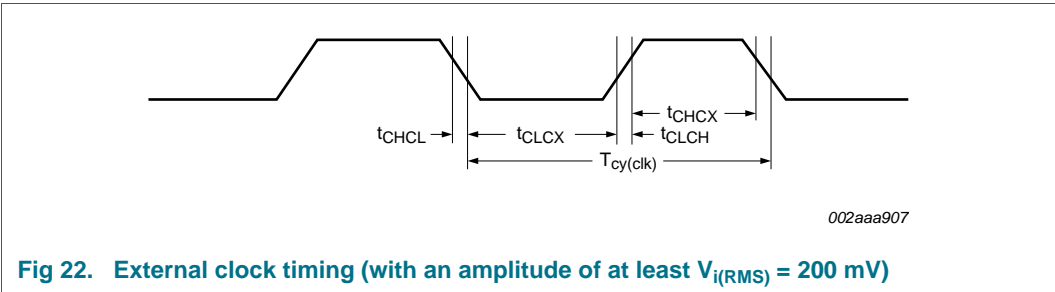 tCHCX
tCHCL tCLCX tCLCH
Tcy(clk)
002aaa907
Fig 22. External clock timing (with an amplitude of at least Vi(RMS) = 200 mV)